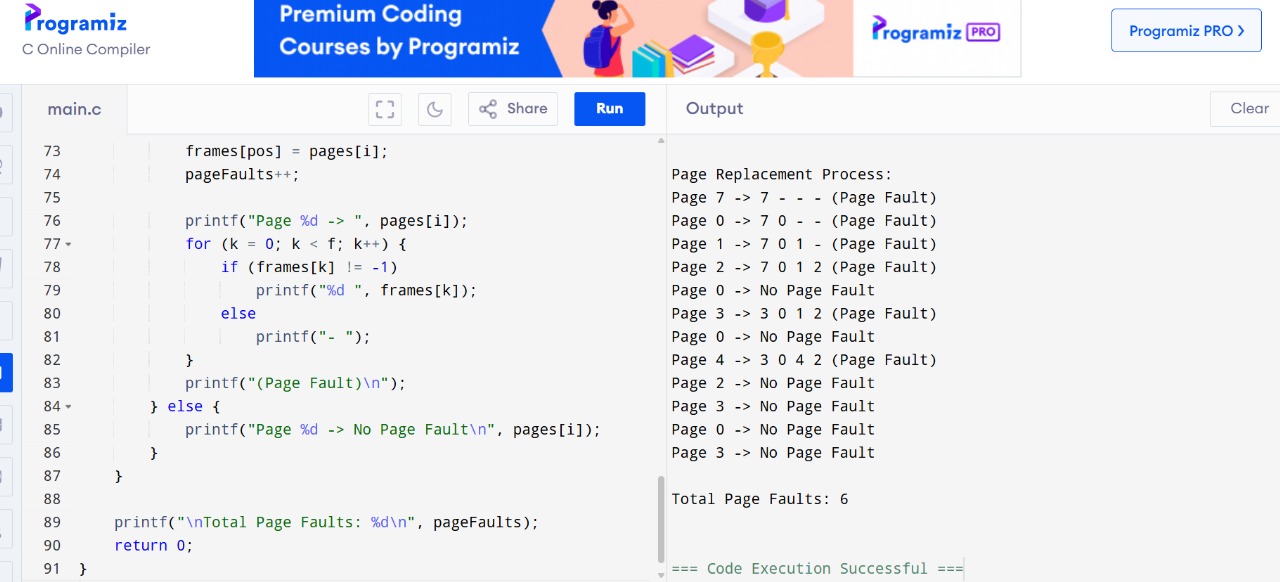 Programiz
C Online Compiler
Premium Coding
Courses by Programiz
Programiz PRO
Programiz PRO
main.c
Share
Run
Output
Clear
73 frames[pos] = pages[i];
74 pageFaults++;
75
76 printf("Page %d -> ", pages[i]);
77 for (k = 0; k < f; k++) {
78 if (frames[k] != -1)
79 printf("%d ", frames[k]);
80 else
81 printf("- ");
82 }
83 printf("(Page Fault)\n");
84 } else {
85 printf("Page %d -> No Page Fault\n", pages[i]);
86 }
87 }
88
89 printf("\nTotal Page Faults: %d\n", pageFaults);
90 return 0;
91 }
Page Replacement Process:
Page 7 -> 7 - - - (Page Fault)
Page 0 -> 7 0 - - (Page Fault)
Page 1 -> 7 0 1 - (Page Fault)
Page 2 -> 7 0 1 2 (Page Fault)
Page 0 -> No Page Fault
Page 3 -> 3 0 1 2 (Page Fault)
Page 0 -> No Page Fault
Page 4 -> 3 0 4 2 (Page Fault)
Page 2 -> No Page Fault
Page 3 -> No Page Fault
Page 0 -> No Page Fault
Page 3 -> No Page Fault
Total Page Faults: 6
=== Code Execution Successful ===